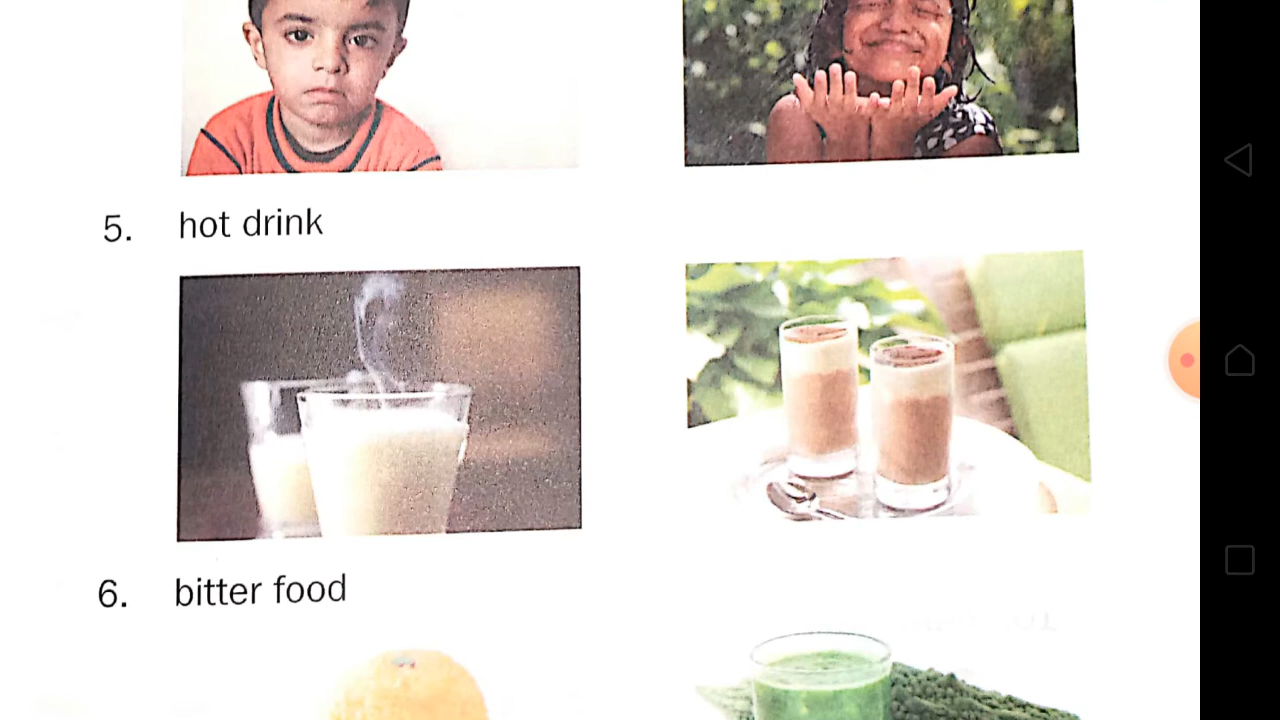 5. hot drink
6. bitter food